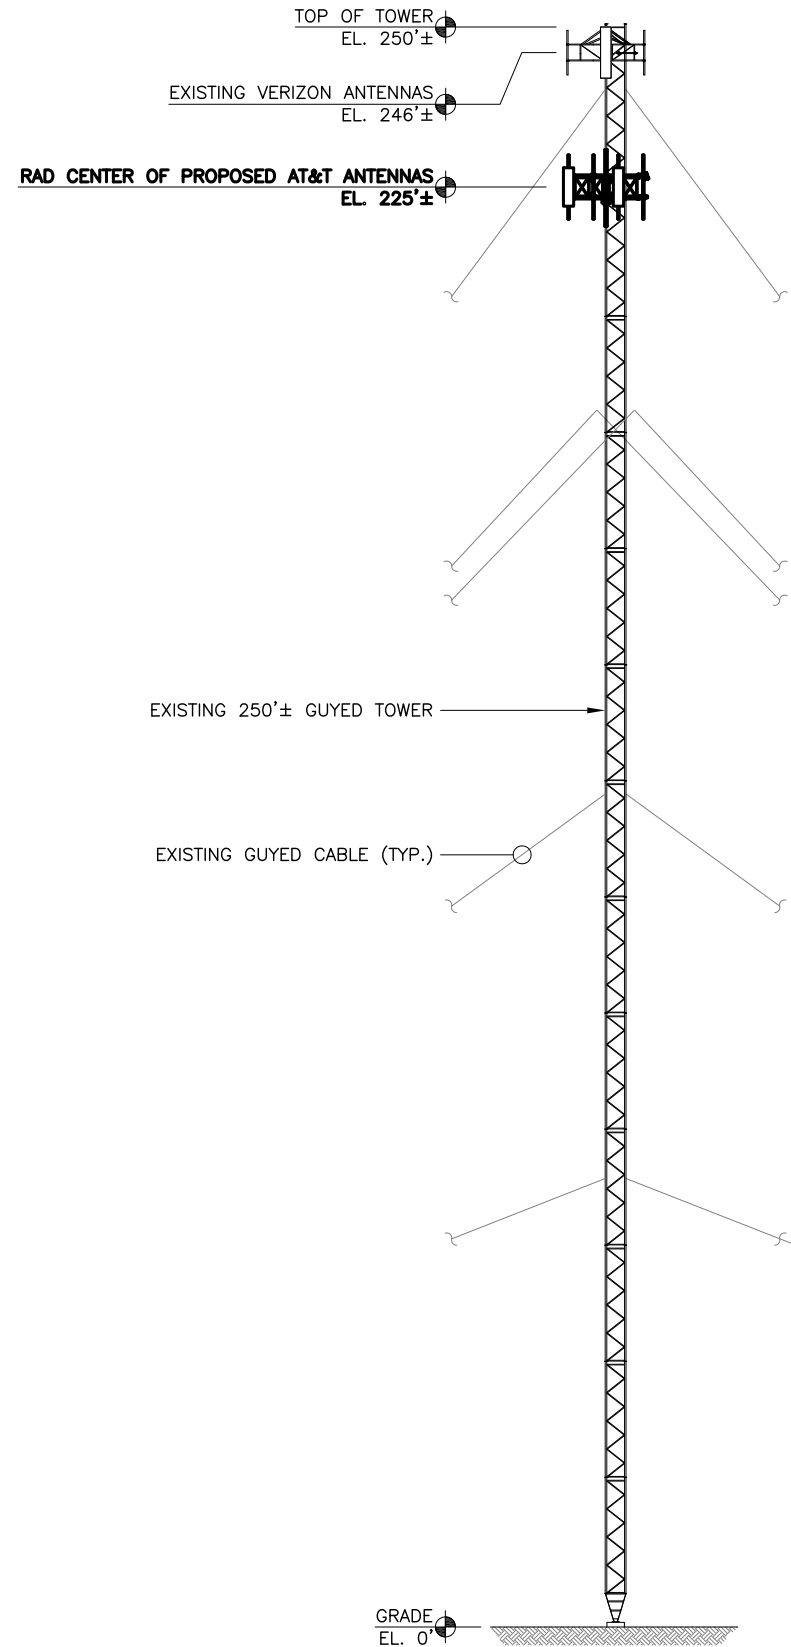 TOP OF TOWER
EL. 250'±
EXISTING VERIZON ANTENNAS
EL. 246'±
RAD CENTER OF PROPOSED AT&T ANTENNAS
EL. 225'±
EXISTING 250'± GUYED TOWER
EXISTING GUYED CABLE (TYP.)
GRADE
EL. 0'